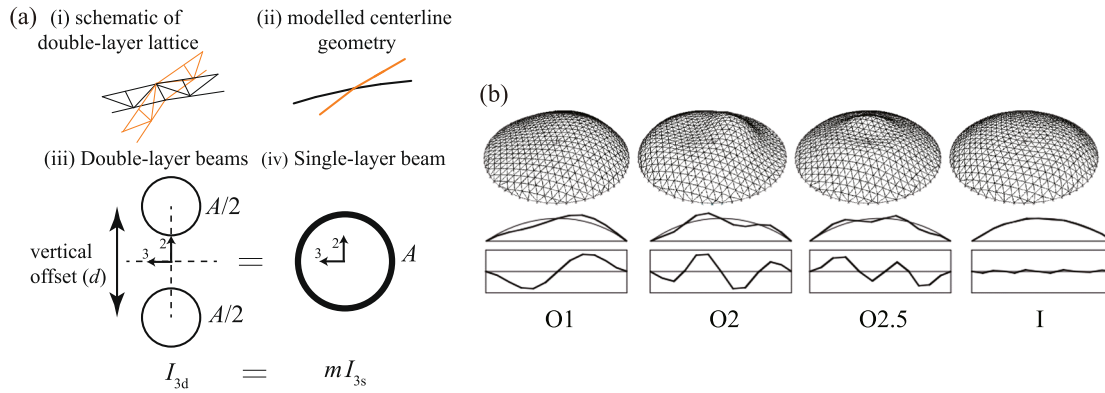 (a)
(i) schematic of
double-layer lattice
(ii) modelled centerline
geometry
(iii) Double-layer beams
(iv) Single-layer beam
A/2
vertical
offset (d)
2
3
=
2
3
A
A/2
I3d = mI3s
(b)
O1
O2
O2.5
I